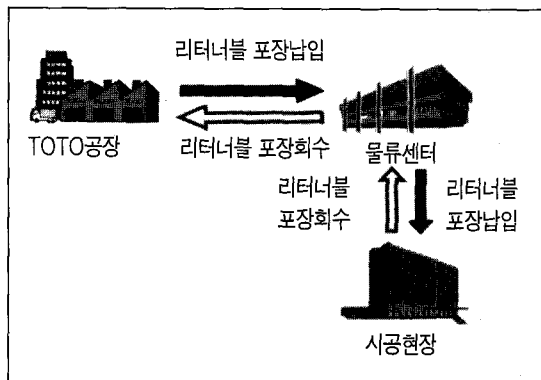 리터너블 포장납입
TOTO공장
리터너블 포장회수
물류센터
리터너블
포장회수
리터너블
포장납입
시공현장